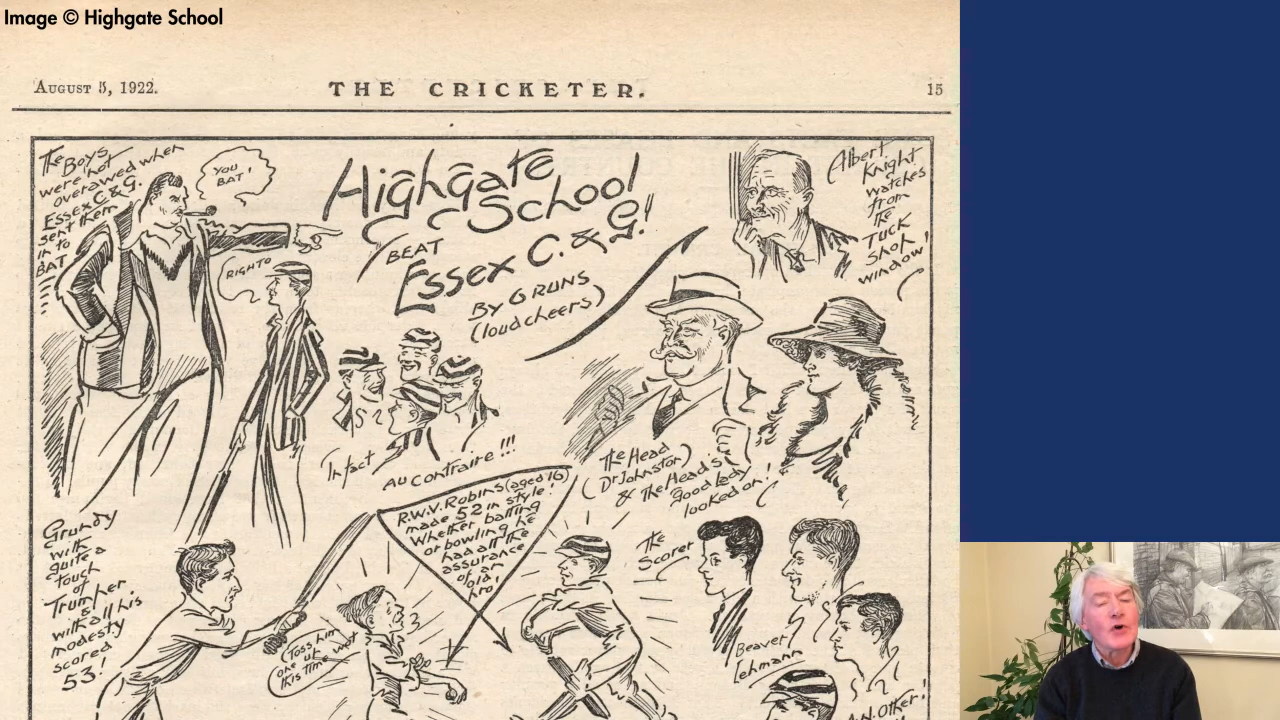 Image © Highgate School
August 5, 1922.
THE CRICKETER.
15
The Boys
were not
overawed when
Essex C. & G.
sent them
in to
BAT
YOU
BAT!
RIGHTO
Highgate
School
BEAT
Essex C. & G!
BY 6 RUNS
(loud cheers)
Albert
Knight
watches
from
the
Tuck
Shop
window!
In fact
Au contraire!!!
The Head
(Dr Johnston)
& the Head's
good lady
looked on!
R.W.V. Robins (aged 16)
made 52 in style!
Whether batting
or bowling he
had all the
assurance
of an
old
pro!
Grundy
with
quite a
touch
of
Trumper
&
with all his
modesty
scored
53!
(Toss him
one up
this time
The
Scorer
Beaver
Lehmann
A.N. Other!